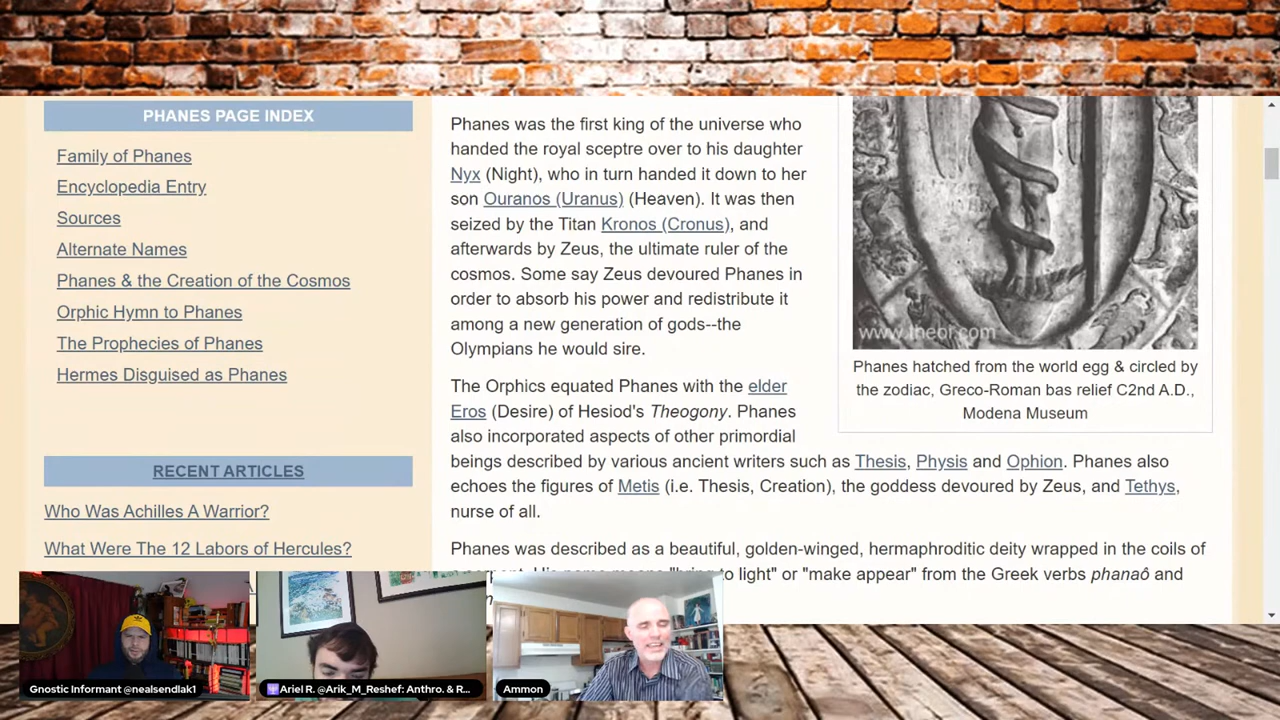 PHANES PAGE INDEX
Family of Phanes
Encyclopedia Entry
Sources
Alternate Names
Phanes & the Creation of the Cosmos
Orphic Hymn to Phanes
The Prophecies of Phanes
Hermes Disguised as Phanes
RECENT ARTICLES
Who Was Achilles A Warrior?
What Were The 12 Labors of Hercules?
Phanes was the first king of the universe who
handed the royal sceptre over to his daughter
Nyx (Night), who in turn handed it down to her
son Ouranos (Uranus) (Heaven). It was then
seized by the Titan Kronos (Cronus), and
afterwards by Zeus, the ultimate ruler of the
cosmos. Some say Zeus devoured Phanes in
order to absorb his power and redistribute it
among a new generation of gods--the
Olympians he would sire.
The Orphics equated Phanes with the elder
Eros (Desire) of Hesiod's Theogony. Phanes
also incorporated aspects of other primordial
beings described by various ancient writers such as Thesis, Physis and Ophion. Phanes also
echoes the figures of Metis (i.e. Thesis, Creation), the goddess devoured by Zeus, and Tethys,
nurse of all.
Phanes was described as a beautiful, golden-winged, hermaphroditic deity wrapped in the coils of
to light" or "make appear" from the Greek verbs phanaô and
www.theoi.com
Phanes hatched from the world egg & circled by
the zodiac, Greco-Roman bas relief C2nd A.D.,
Modena Museum
Gnostic Informant @nealsendlak1
Ariel R. @Arik_M_Reshef: Anthro. & R...
Ammon